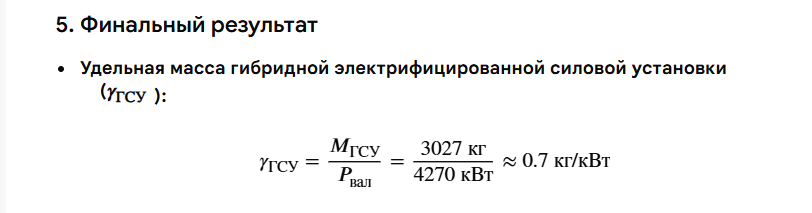 5. Финальный результат
• Удельная масса гибридной электрифицированной силовой установки
(γГСУ ):
γГСУ = MГСУ / Pвал = 3027 кг / 4270 кВт ≈ 0.7 кг/кВт